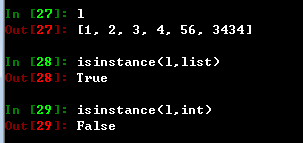 In [27]: l
Out[27]: [1, 2, 3, 4, 56, 3434]
In [28]: isinstance(l,list)
Out[28]: True
In [29]: isinstance(l,int)
Out[29]: False